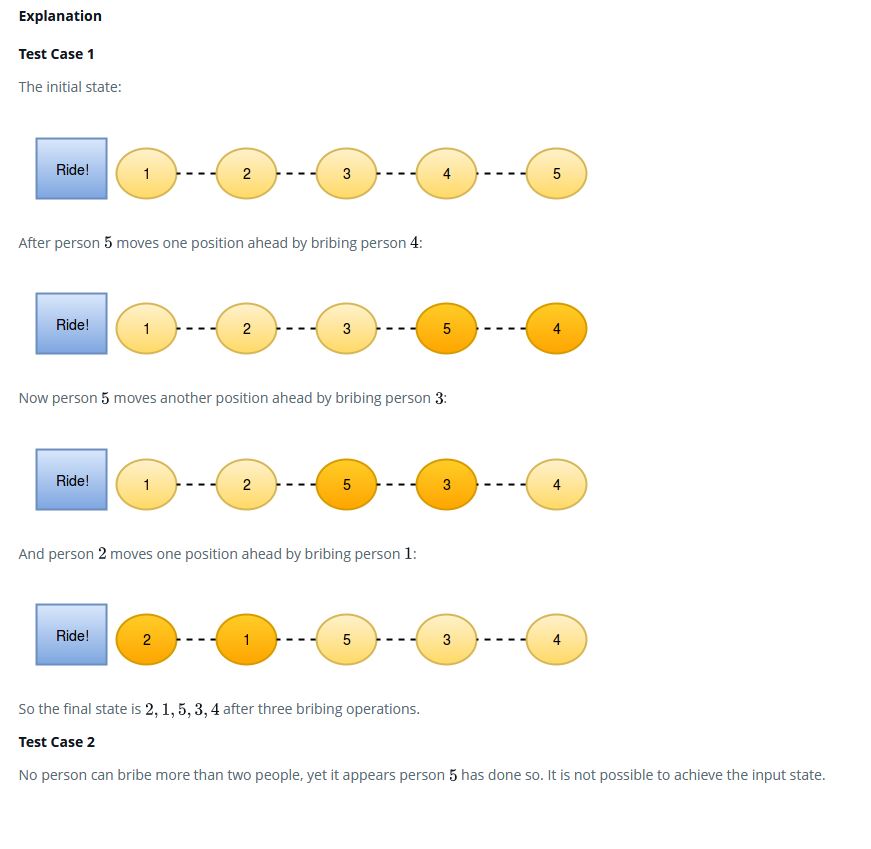 Explanation
Test Case 1
The initial state:
Ride! 1 2 3 4 5
After person 5 moves one position ahead by bribing person 4:
Ride! 1 2 3 5 4
Now person 5 moves another position ahead by bribing person 3:
Ride! 1 2 5 3 4
And person 2 moves one position ahead by bribing person 1:
Ride! 2 1 5 3 4
So the final state is 2, 1, 5, 3, 4 after three bribing operations.
Test Case 2
No person can bribe more than two people, yet it appears person 5 has done so. It is not possible to achieve the input state.